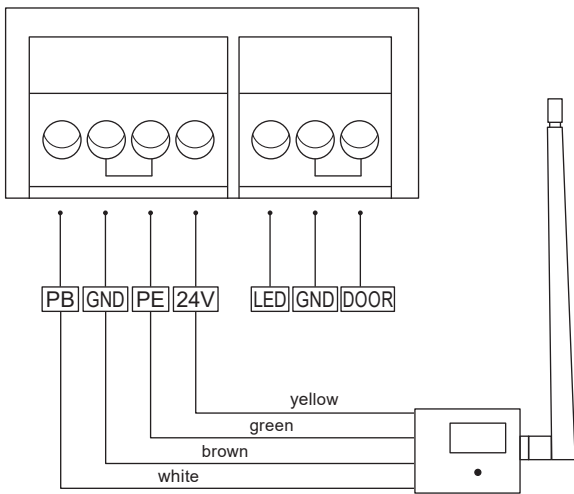 PB GND PE 24V LED GND DOOR
yellow
green
brown
white